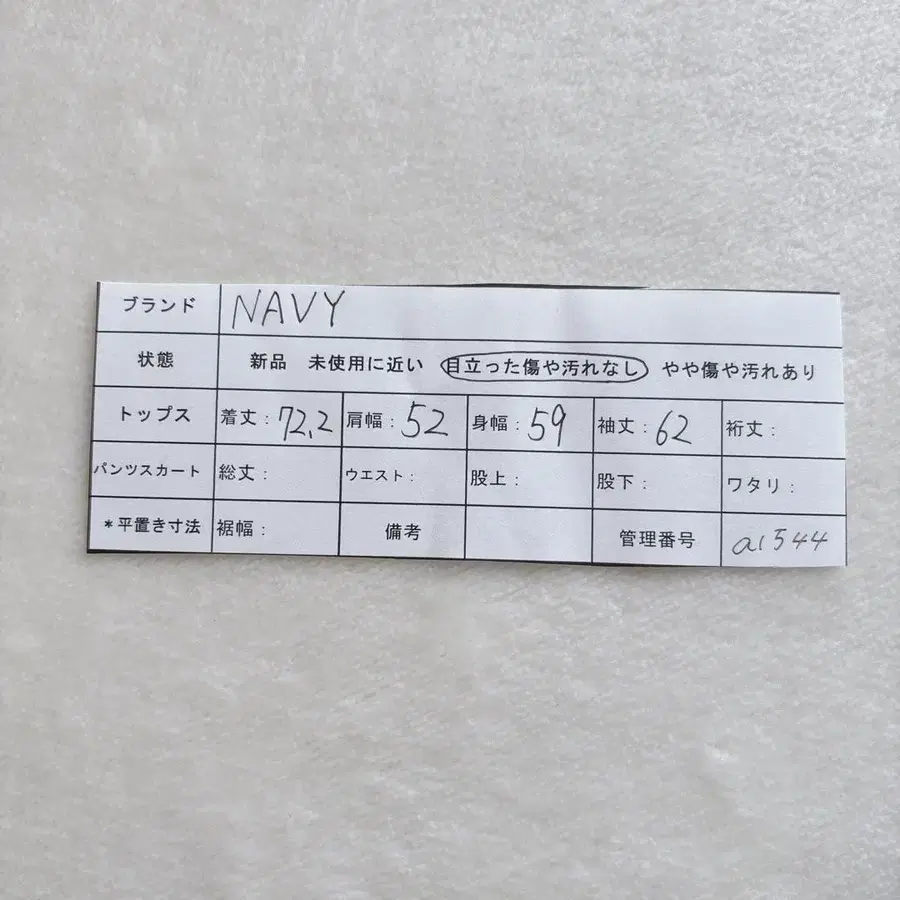 ブランド NAVY
状態 新品 未使用に近い 目立った傷や汚れなし やや傷や汚れあり
トップス 着丈: 72.2 肩幅: 52 身幅: 59 袖丈: 62 裄丈:
パンツスカート 総丈: ウエスト: 股上: 股下: ワタリ:
*平置き寸法 裾幅: 備考 管理番号 a1544